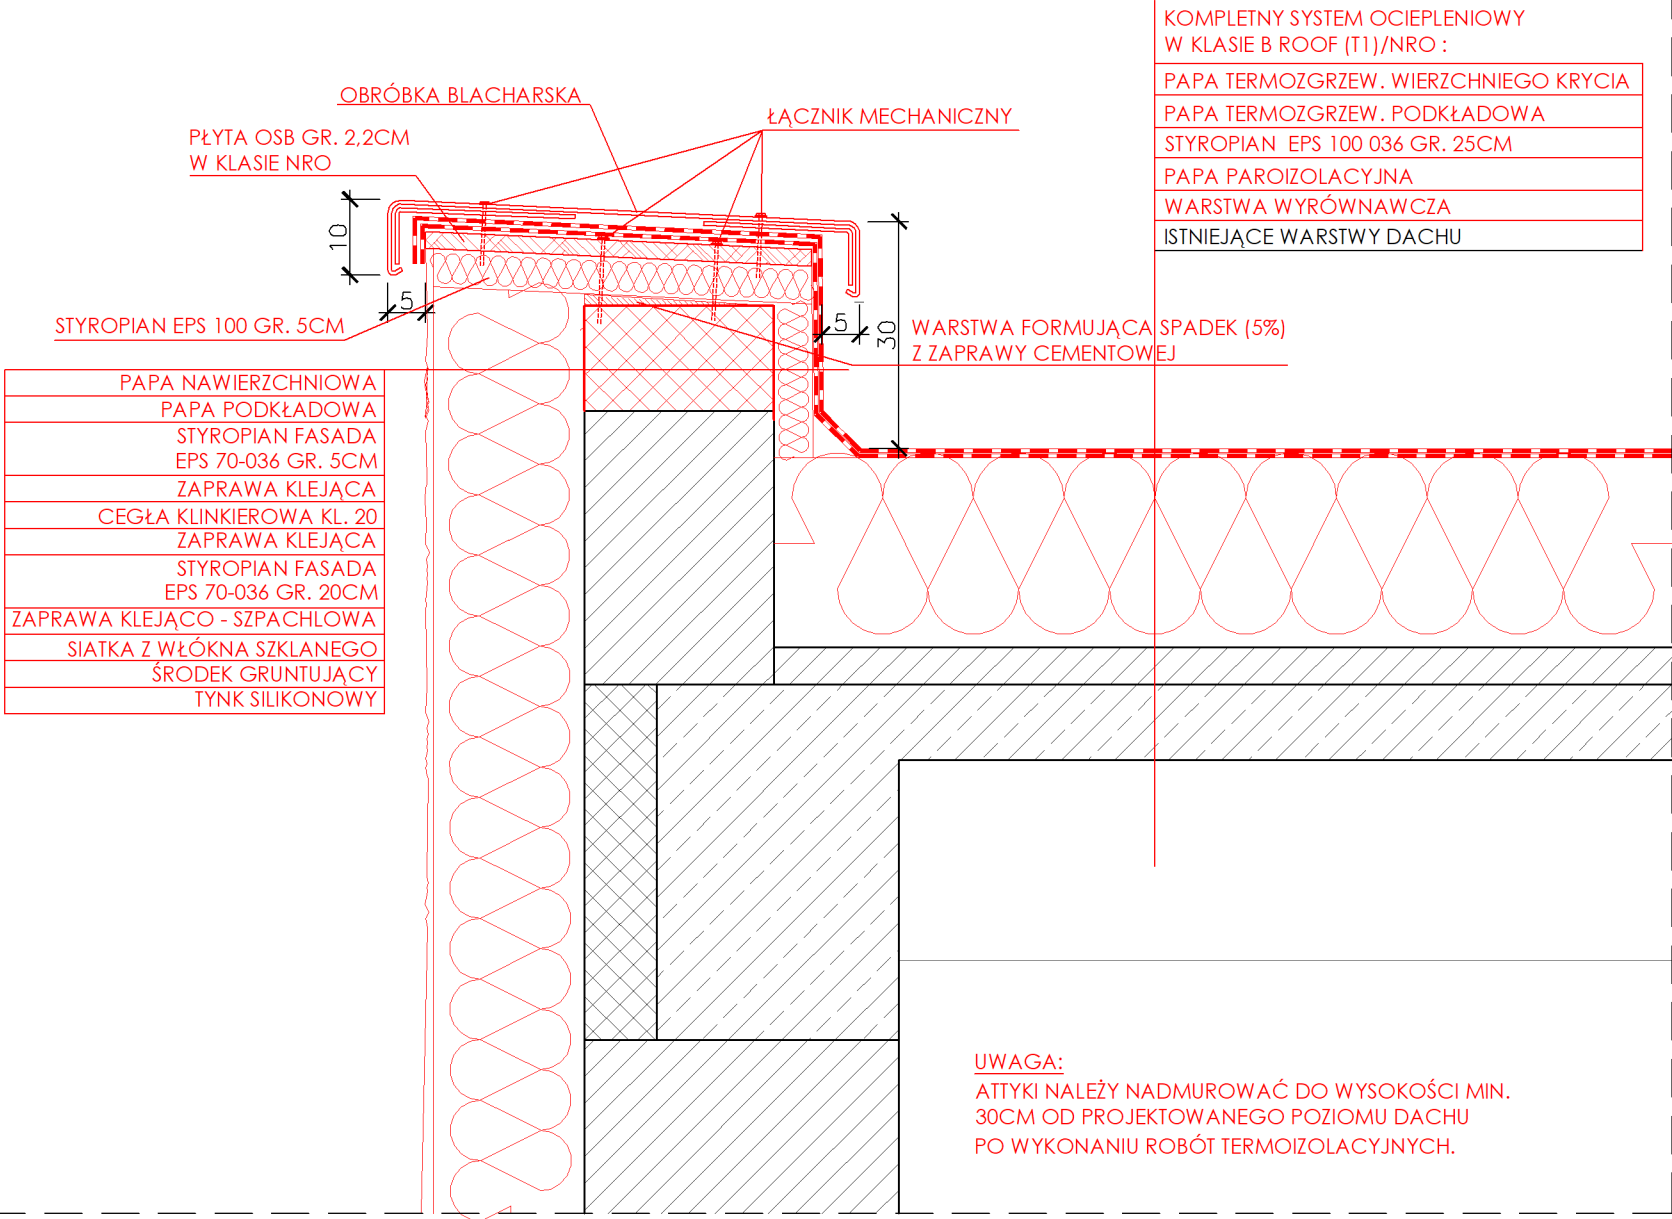 KOMPLETNY SYSTEM OCIEPLENIOWY
W KLASIE B ROOF (T1)/NRO :
PAPA TERMOZGRZEW. WIERZCHNIEGO KRYCIA
PAPA TERMOZGRZEW. PODKŁADOWA
STYROPIAN EPS 100 036 GR. 25CM
PAPA PAROIZOLACYJNA
WARSTWA WYRÓWNAWCZA
ISTNIEJĄCE WARSTWY DACHU
OBRÓBKA BLACHARSKA
ŁĄCZNIK MECHANICZNY
PŁYTA OSB GR. 2,2CM
W KLASIE NRO
10
5
STYROPIAN EPS 100 GR. 5CM
5
30
WARSTWA FORMUJĄCA SPADEK (5%)
Z ZAPRAWY CEMENTOWEJ
PAPA NAWIERZCHNIOWA
PAPA PODKŁADOWA
STYROPIAN FASADA
EPS 70-036 GR. 5CM
ZAPRAWA KLEJĄCA
CEGŁA KLINKIEROWA KL. 20
ZAPRAWA KLEJĄCA
STYROPIAN FASADA
EPS 70-036 GR. 20CM
ZAPRAWA KLEJĄCO - SZPACHLOWA
SIATKA Z WŁÓKNA SZKLANEGO
ŚRODEK GRUNTUJĄCY
TYNK SILIKONOWY
UWAGA:
ATTYKI NALEŻY NADMUROWAĆ DO WYSOKOŚCI MIN.
30CM OD PROJEKTOWANEGO POZIOMU DACHU
PO WYKONANIU ROBÓT TERMOIZOLACYJNYCH.